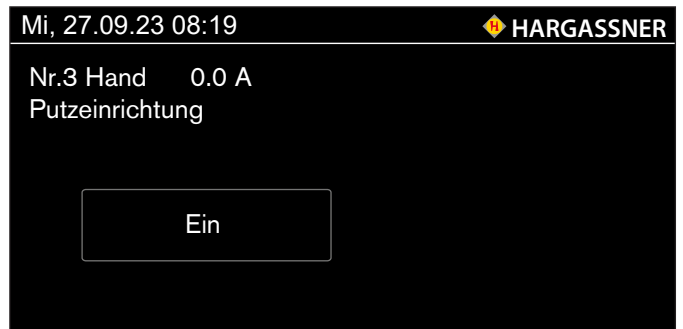 Mi, 27.09.23 08:19 H HARGASSNER
Nr.3 Hand 0.0 A
Putzeinrichtung
Ein